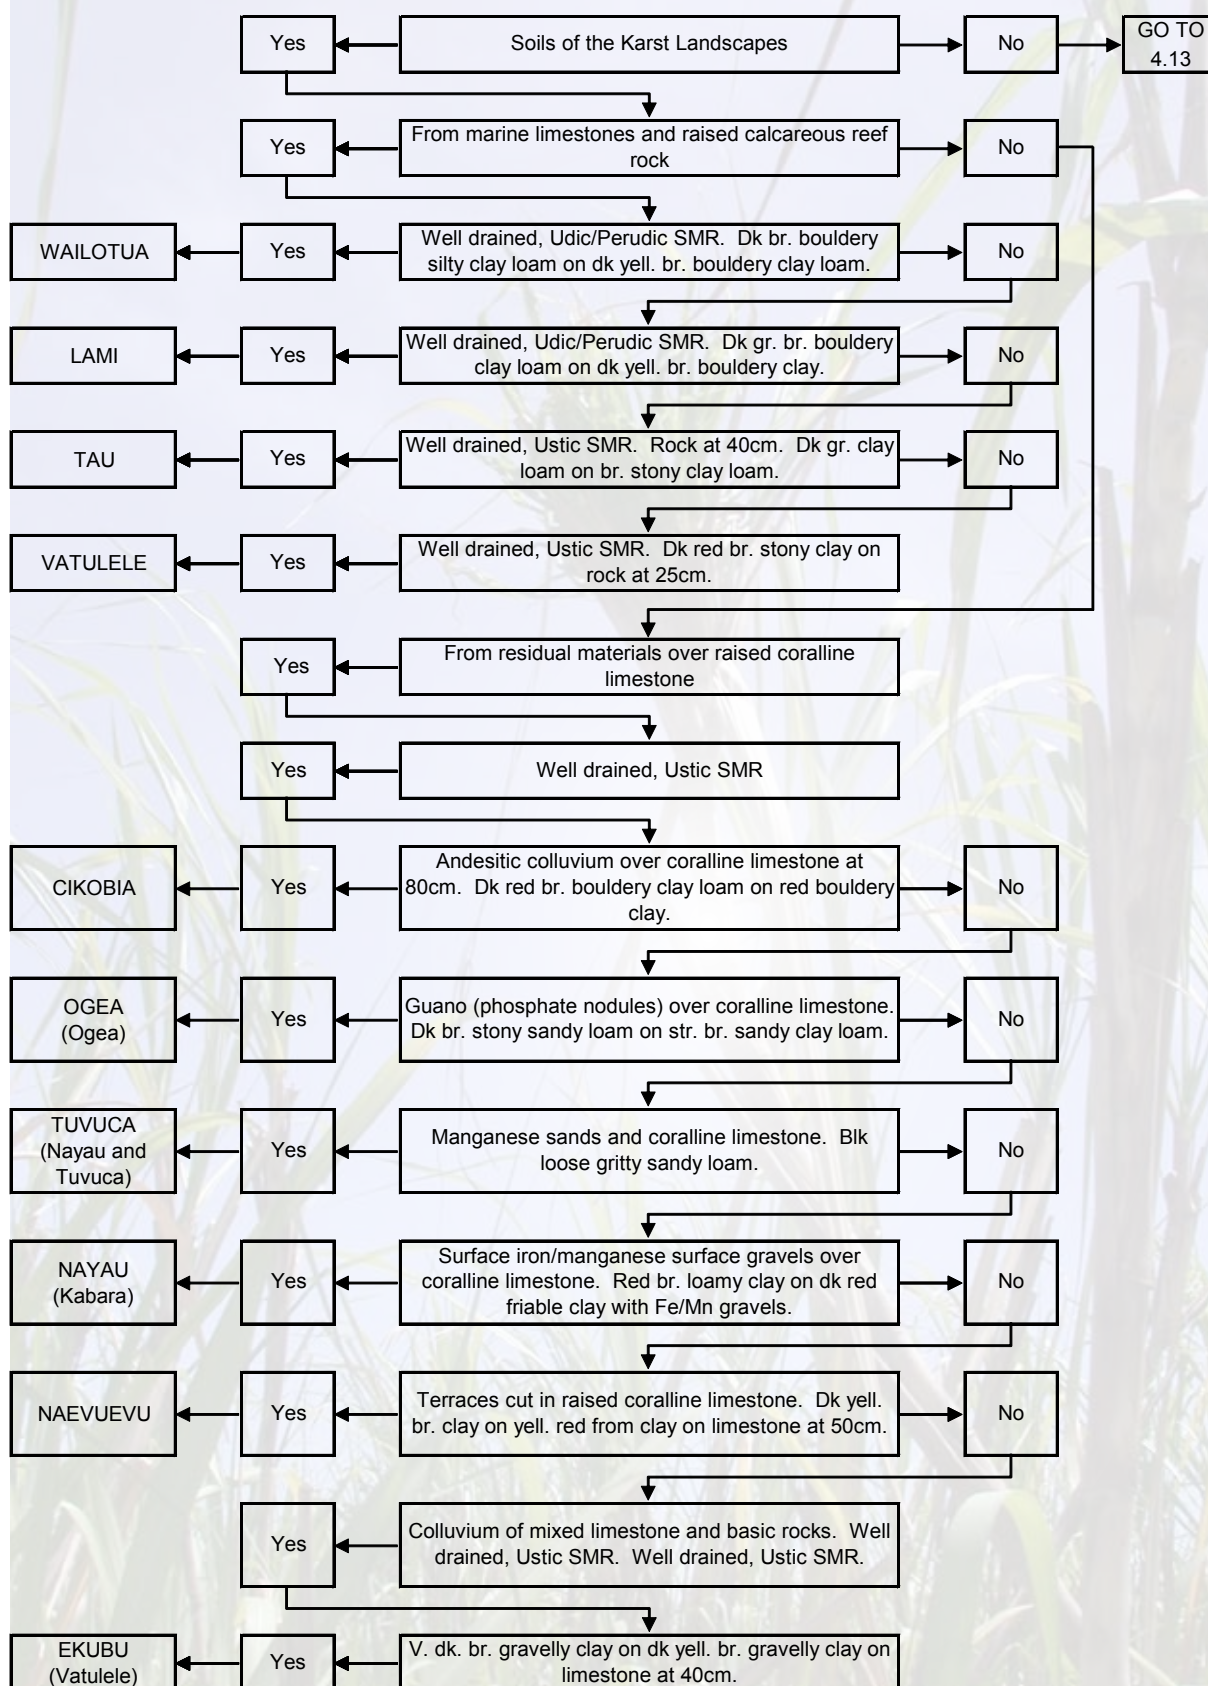 Yes
Soils of the Karst Landscapes
No
GO TO
4.13
Yes
From marine limestones and raised calcareous reef
rock
No
WAILOTUA
Yes
Well drained, Udic/Perudic SMR. Dk br. bouldery
silty clay loam on dk yell. br. bouldery clay loam.
No
LAMI
Yes
Well drained, Udic/Perudic SMR. Dk gr. br. bouldery
clay loam on dk yell. br. bouldery clay.
No
TAU
Yes
Well drained, Ustic SMR. Rock at 40cm. Dk gr. clay
loam on br. stony clay loam.
No
VATULELE
Yes
Well drained, Ustic SMR. Dk red br. stony clay on
rock at 25cm.
Yes
From residual materials over raised coralline
limestone
Yes
Well drained, Ustic SMR
CIKOBIA
Yes
Andesitic colluvium over coralline limestone at
80cm. Dk red br. bouldery clay loam on red bouldery
clay.
No
OGEA
(Ogea)
Yes
Guano (phosphate nodules) over coralline limestone.
Dk br. stony sandy loam on str. br. sandy clay loam.
No
TUVUCA
(Nayau and
Tuvuca)
Yes
Manganese sands and coralline limestone. Blk
loose gritty sandy loam.
No
NAYAU
(Kabara)
Yes
Surface iron/manganese surface gravels over
coralline limestone. Red br. loamy clay on dk red
friable clay with Fe/Mn gravels.
No
NAEVUEVU
Yes
Terraces cut in raised coralline limestone. Dk yell.
br. clay on yell. red from clay on limestone at 50cm.
No
Yes
Colluvium of mixed limestone and basic rocks. Well
drained, Ustic SMR. Well drained, Ustic SMR.
EKUBU
(Vatulele)
Yes
V. dk. br. gravelly clay on dk yell. br. gravelly clay on
limestone at 40cm.